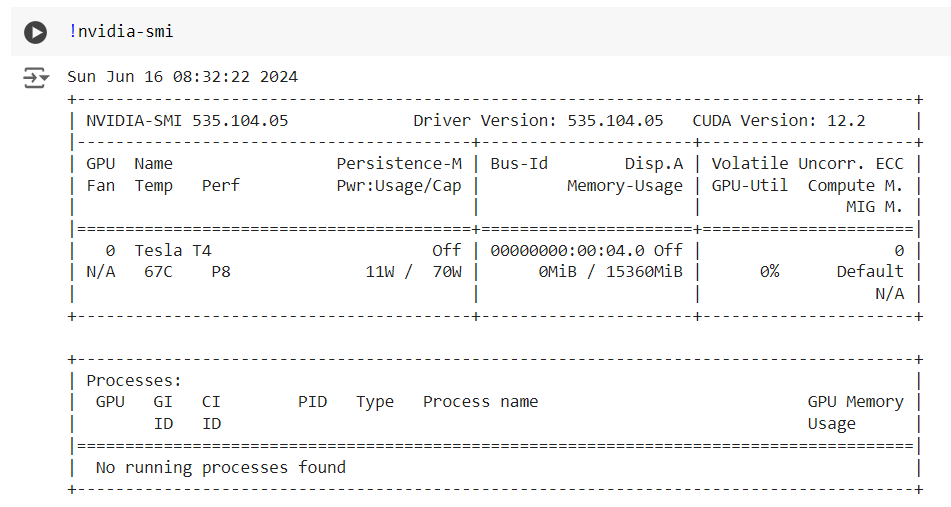 !nvidia-smi
Sun Jun 16 08:32:22 2024
+---------------------------------------------------------------------------------------+
| NVIDIA-SMI 535.104.05             Driver Version: 535.104.05   CUDA Version: 12.2     |
|-----------------------------------------+----------------------+----------------------+
| GPU  Name                 Persistence-M | Bus-Id        Disp.A | Volatile Uncorr. ECC |
| Fan  Temp   Perf          Pwr:Usage/Cap |         Memory-Usage | GPU-Util  Compute M. |
|                                         |                      |               MIG M. |
|=========================================+======================+======================|
|   0  Tesla T4                       Off | 00000000:00:04.0 Off |                    0 |
| N/A   67C    P8              11W /  70W |      0MiB / 15360MiB |      0%      Default |
|                                         |                      |                  N/A |
+-----------------------------------------+----------------------+----------------------+
+---------------------------------------------------------------------------------------+
| Processes:                                                                            |
|  GPU   GI   CI        PID   Type   Process name                            GPU Memory |
|        ID   ID                                                             Usage      |
|=======================================================================================|
|  No running processes found                                                           |
+---------------------------------------------------------------------------------------+